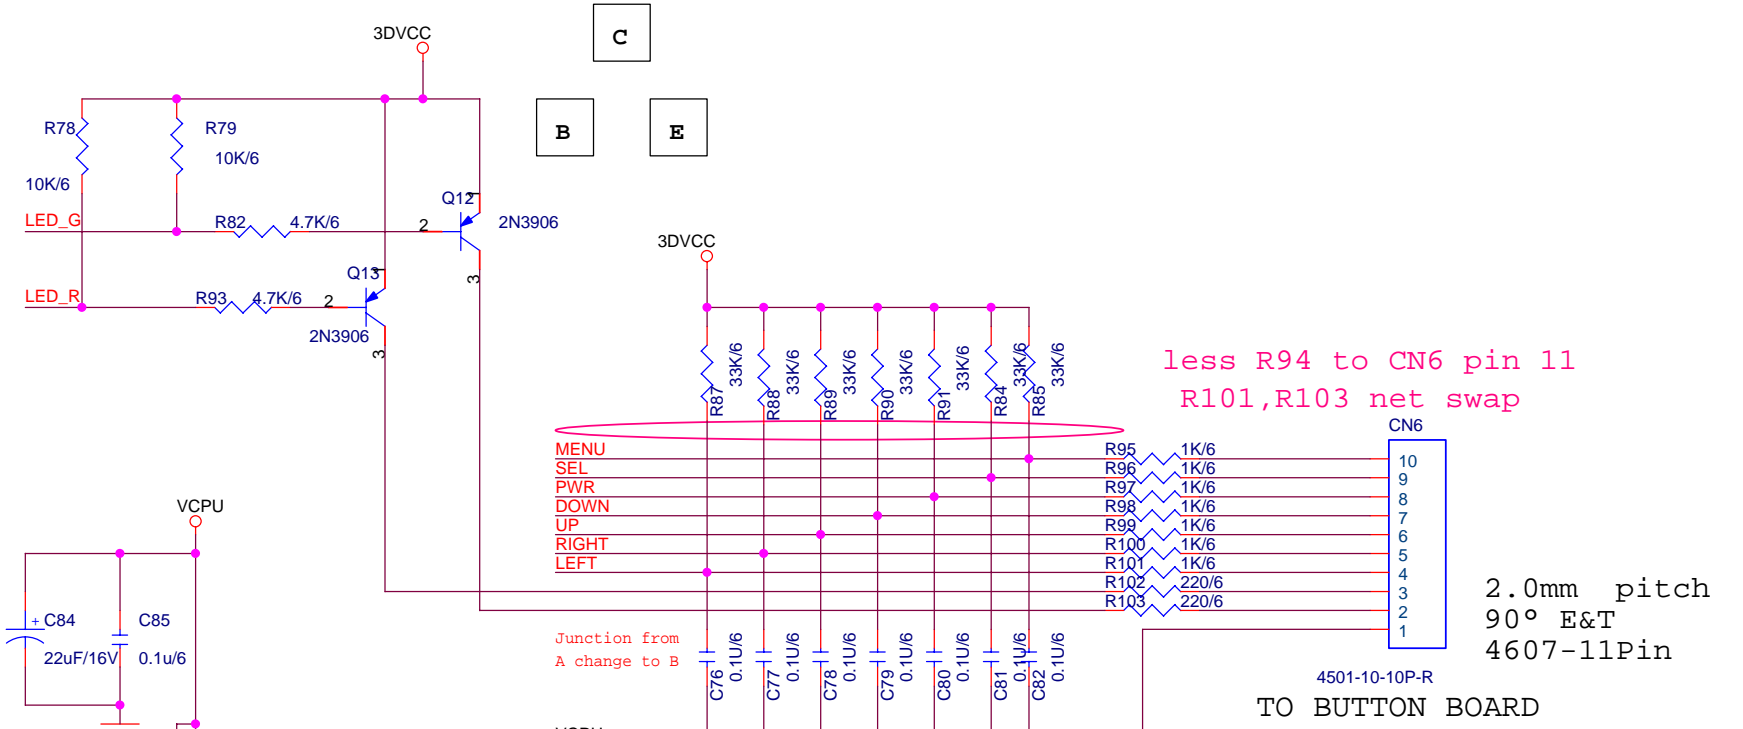 3DVCC
C
B
E
R78
10K/6
R79
10K/6
LED_G
R82
4.7K/6
2
Q12
1
2N3906
3
LED_R
R93
4.7K/6
2
Q13
1
2N3906
3
3DVCC
R87
33K/6
R88
33K/6
R89
33K/6
R90
33K/6
R91
33K/6
R84
33K/6
R85
33K/6
less R94 to CN6 pin 11
R101,R103 net swap
CN6
MENU
R95
1K/6
10
SEL
R96
1K/6
9
PWR
R97
1K/6
8
DOWN
R98
1K/6
7
UP
R99
1K/6
6
RIGHT
R100
1K/6
5
LEFT
R101
1K/6
4
R102
220/6
3
R103
220/6
2
1
2.0mm pitch
90° E&T
4607-11Pin
4501-10-10P-R
TO BUTTON BOARD
VCPU
+
C84
22uF/16V
C85
0.1u/6
Junction from
A change to B
C76
0.1U/6
C77
0.1U/6
C78
0.1U/6
C79
0.1U/6
C80
0.1U/6
C81
0.1U/6
C82
0.1U/6